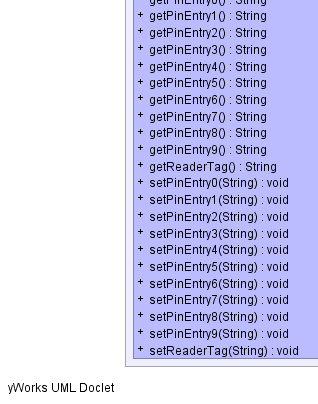 getPinEntry0() : String
+ getPinEntry1() : String
+ getPinEntry2() : String
+ getPinEntry3() : String
+ getPinEntry4() : String
+ getPinEntry5() : String
+ getPinEntry6() : String
+ getPinEntry7() : String
+ getPinEntry8() : String
+ getPinEntry9() : String
+ getReaderTag() : String
+ setPinEntry0(String) : void
+ setPinEntry1(String) : void
+ setPinEntry2(String) : void
+ setPinEntry3(String) : void
+ setPinEntry4(String) : void
+ setPinEntry5(String) : void
+ setPinEntry6(String) : void
+ setPinEntry7(String) : void
+ setPinEntry8(String) : void
+ setPinEntry9(String) : void
+ setReaderTag(String) : void
yWorks UML Doclet